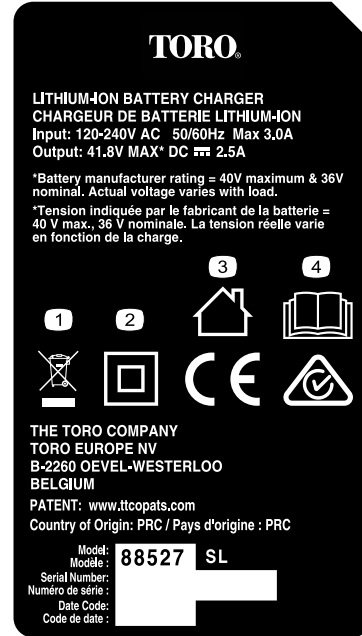 TORO®
LITHIUM-ION BATTERY CHARGER
CHARGEUR DE BATTERIE LITHIUM-ION
Input: 120-240V AC 50/60Hz Max 3.0A
Output: 41.8V MAX* DC ⎓ 2.5A
*Battery manufacturer rating = 40V maximum & 36V
nominal. Actual voltage varies with load.
*Tension indiquée par le fabricant de la batterie =
40 V max., 36 V nominale. La tension réelle varie
en fonction de la charge.
3 4
1 2
CE
THE TORO COMPANY
TORO EUROPE NV
B-2260 OEVEL-WESTERLOO
BELGIUM
PATENT: www.ttcopats.com
Country of Origin: PRC / Pays d'origine : PRC
Model:
Modèle : 88527 SL
Serial Number:
Numéro de série :
Date Code:
Code de date :